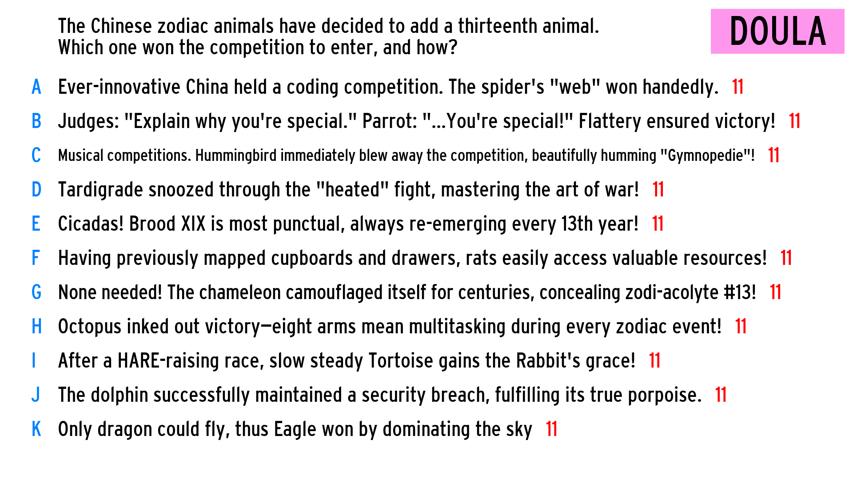 The Chinese zodiac animals have decided to add a thirteenth animal.
Which one won the competition to enter, and how?
DOULA
A Ever-innovative China held a coding competition. The spider's "web" won handedly. 11
B Judges: "Explain why you're special." Parrot: "...You're special!" Flattery ensured victory! 11
C Musical competitions. Hummingbird immediately blew away the competition, beautifully humming "Gymnopedie"! 11
D Tardigrade snoozed through the "heated" fight, mastering the art of war! 11
E Cicadas! Brood XIX is most punctual, always re-emerging every 13th year! 11
F Having previously mapped cupboards and drawers, rats easily access valuable resources! 11
G None needed! The chameleon camouflaged itself for centuries, concealing zodi-acolyte #13! 11
H Octopus inked out victory—eight arms mean multitasking during every zodiac event! 11
I After a HARE-raising race, slow steady Tortoise gains the Rabbit's grace! 11
J The dolphin successfully maintained a security breach, fulfilling its true porpoise. 11
K Only dragon could fly, thus Eagle won by dominating the sky 11